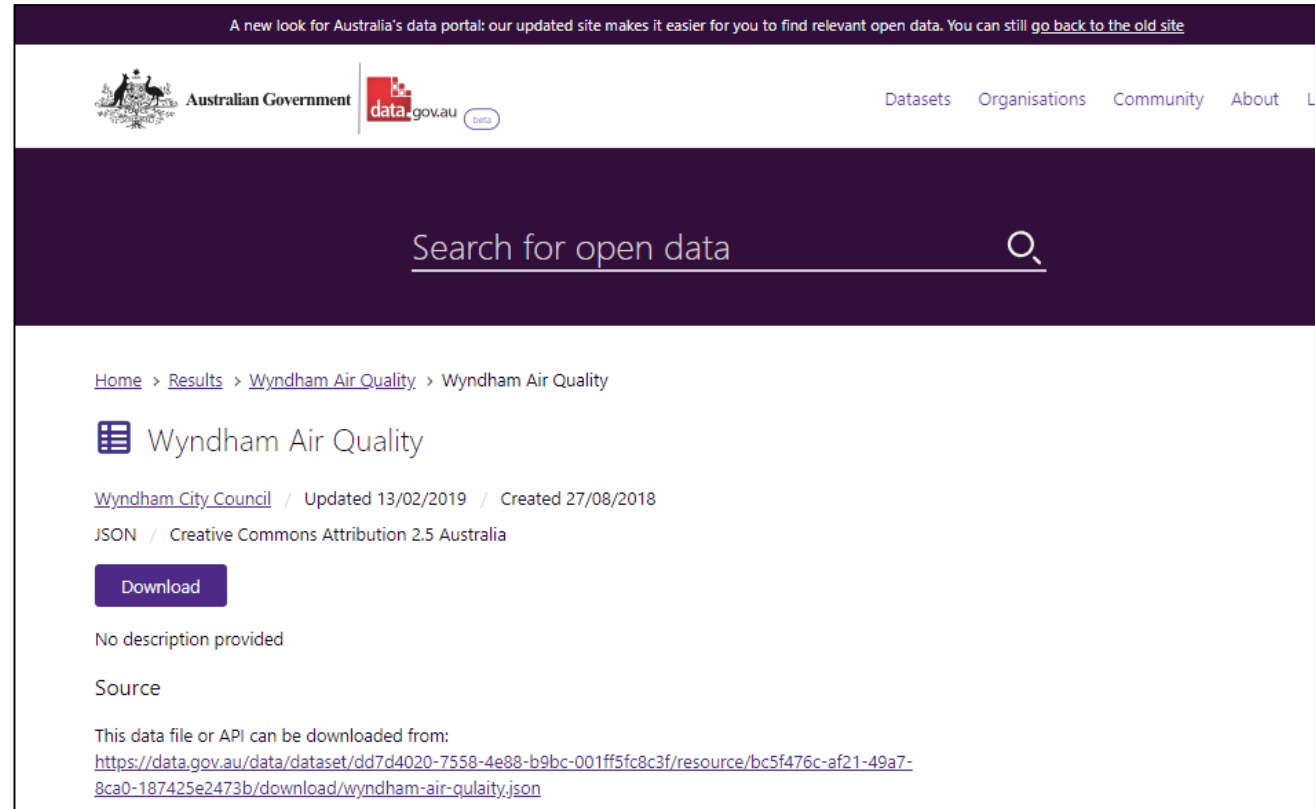 A new look for Australia's data portal: our updated site makes it easier for you to find relevant open data. You can still go back to the old site
Australian Government
data.gov.au
beta
Datasets Organisations Community About L
Search for open data
Home > Results > Wyndham Air Quality > Wyndham Air Quality
Wyndham Air Quality
Wyndham City Council / Updated 13/02/2019 / Created 27/08/2018
JSON / Creative Commons Attribution 2.5 Australia
Download
No description provided
Source
This data file or API can be downloaded from:
https://data.gov.au/data/dataset/dd7d4020-7558-4e88-b9bc-001ff5fc8c3f/resource/bc5f476c-af21-49a7-
8ca0-187425e2473b/download/wyndham-air-qulaity.json